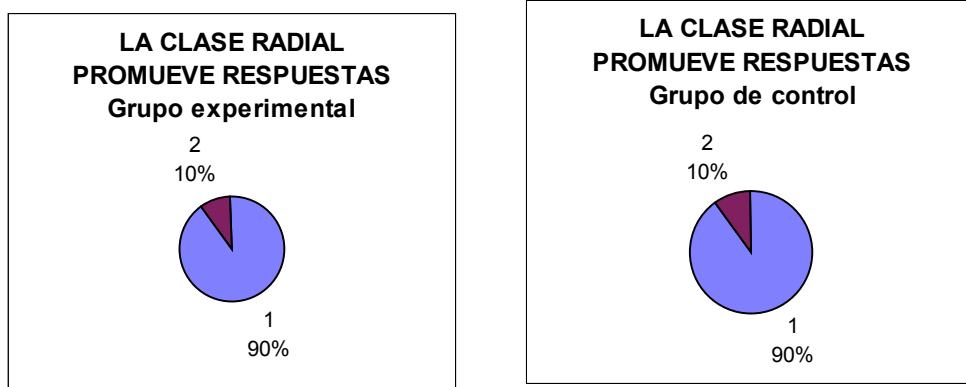 LA CLASE RADIAL
PROMUEVE RESPUESTAS
Grupo experimental
2
10%
1
90%
LA CLASE RADIAL
PROMUEVE RESPUESTAS
Grupo de control
2
10%
1
90%